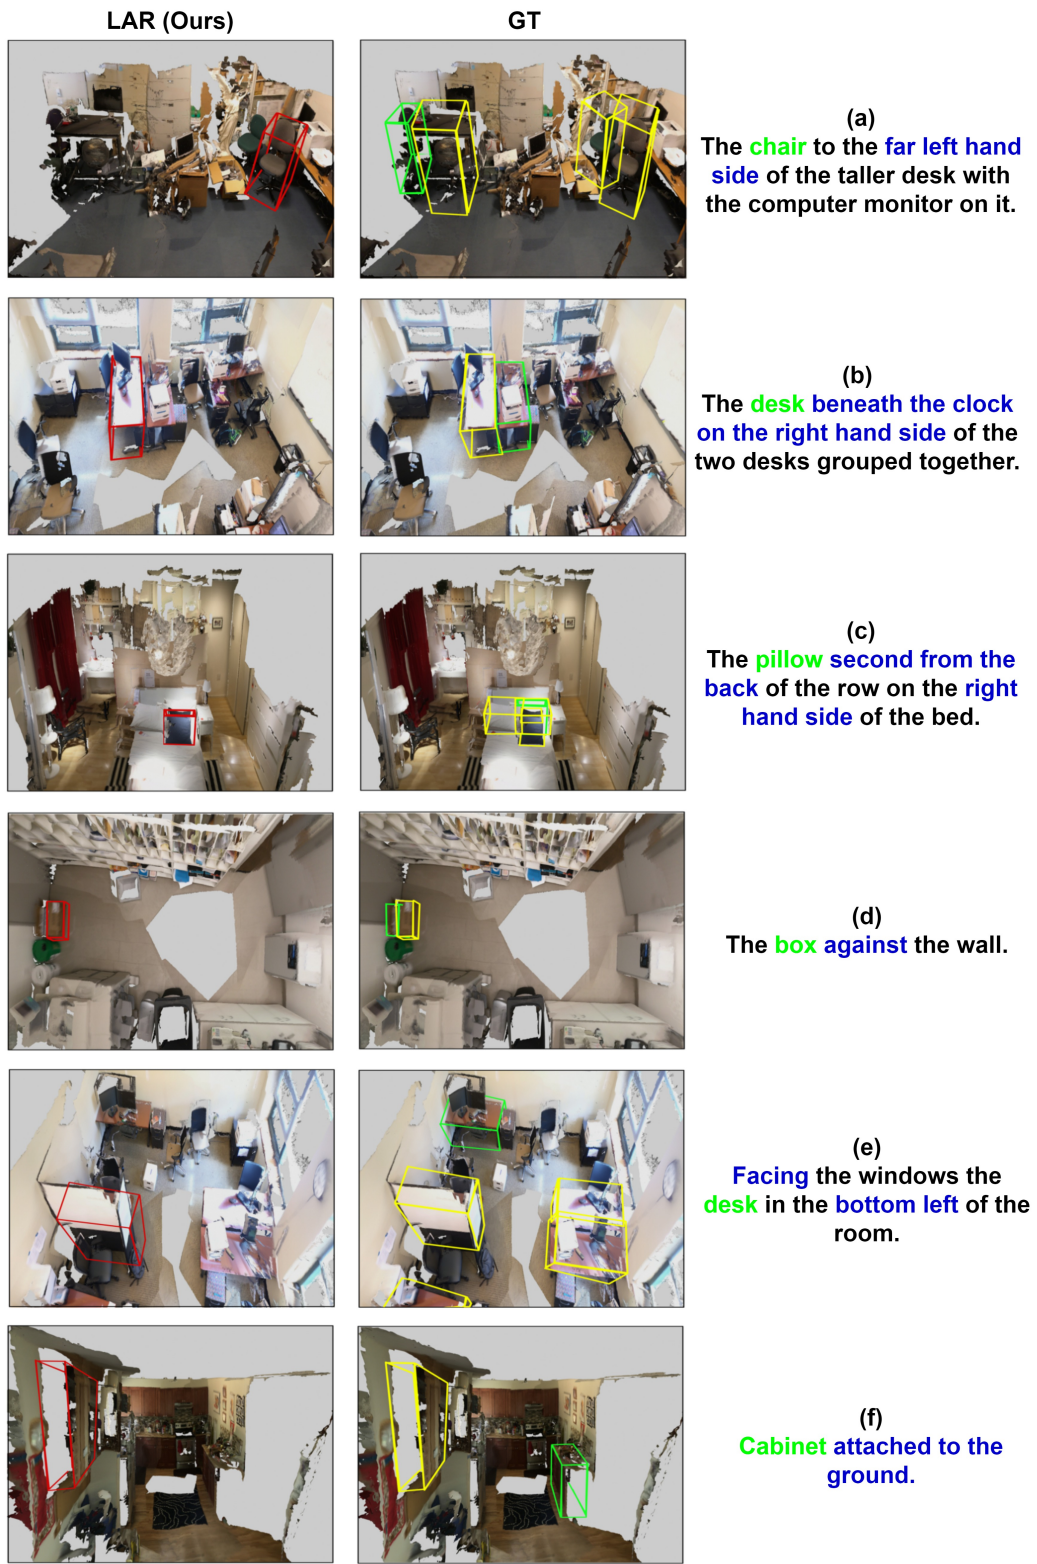 LAR (Ours)
GT
(a)
The chair to the far left hand
side of the taller desk with
the computer monitor on it.
(b)
The desk beneath the clock
on the right hand side of the
two desks grouped together.
(c)
The pillow second from the
back of the row on the right
hand side of the bed.
(d)
The box against the wall.
(e)
Facing the windows the
desk in the bottom left of the
room.
(f)
Cabinet attached to the
ground.